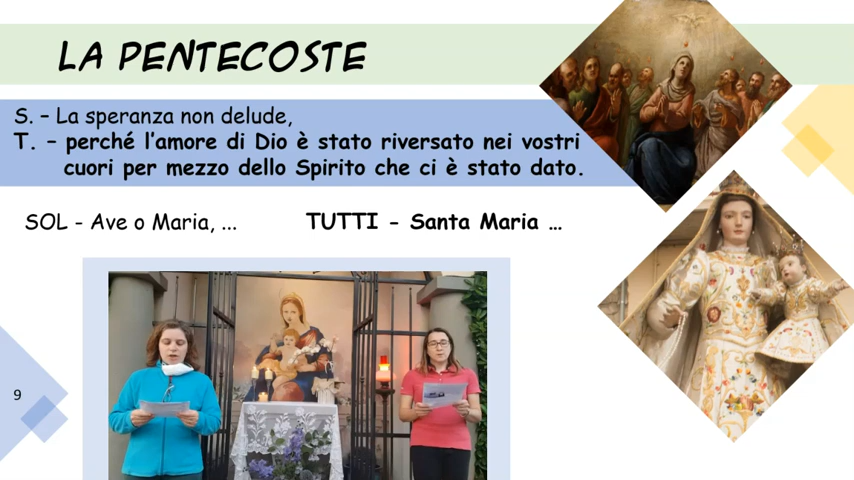 LA PENTECOSTE
S. – La speranza non delude,
T. – perché l'amore di Dio è stato riversato nei vostri
cuori per mezzo dello Spirito che ci è stato dato.
SOL - Ave o Maria, ... TUTTI - Santa Maria …
9